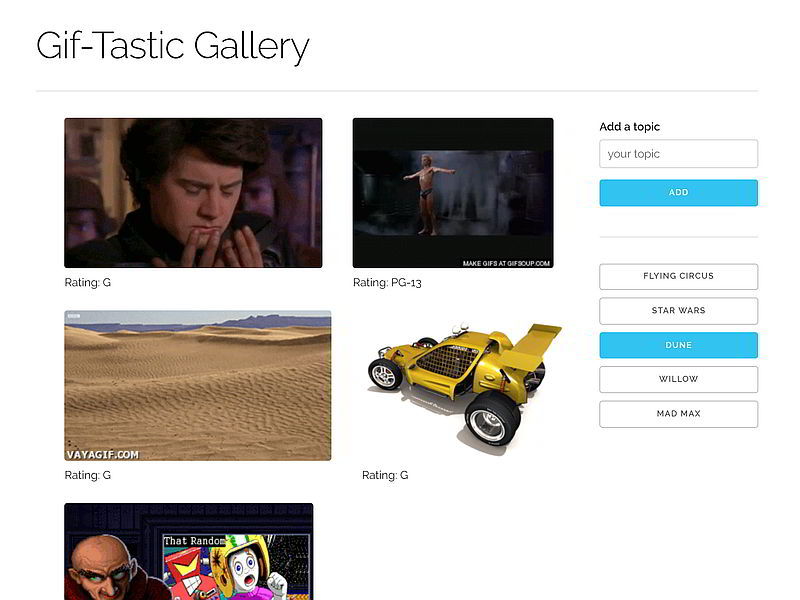 Gif-Tastic Gallery
MAKE GIFS AT GIFSOUP.COM
Rating: G
Rating: PG-13
BBC
VAYAGIF.COM
Rating: G
Rating: G
That Random
Add a topic
your topic
ADD
FLYING CIRCUS
STAR WARS
DUNE
WILLOW
MAD MAX